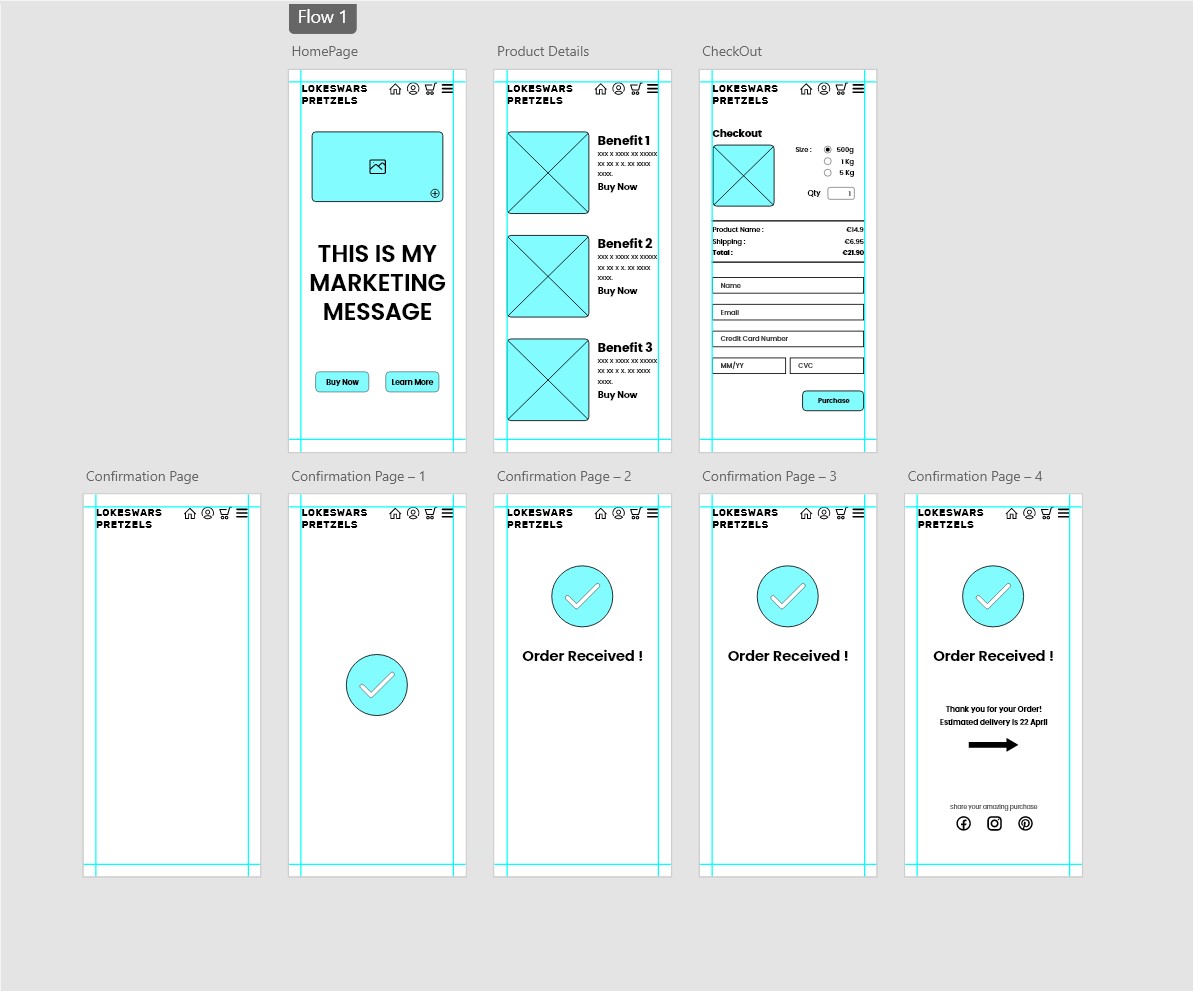 Flow 1
HomePage
LOKESWARS
PRETZELS
THIS IS MY
MARKETING
MESSAGE
Buy Now
Learn More
Product Details
LOKESWARS
PRETZELS
Benefit 1
xxx x xxxx xx xxxxx
xx xx x x. xx xxxx
xxxx.
Buy Now
Benefit 2
xxx x xxxx xx xxxxx
xx xx x x. xx xxxx
xxxx.
Buy Now
Benefit 3
xxx x xxxx xx xxxxx
xx xx x x. xx xxxx
xxxx.
Buy Now
CheckOut
LOKESWARS
PRETZELS
Checkout
Size : 500g
1 Kg
5 Kg
Qty 1
Product Name : €14.9
Shipping : €6.95
Total : €21.90
Name
Email
Credit Card Number
MM/YY CVC
Purchase
Confirmation Page
LOKESWARS
PRETZELS
Confirmation Page – 1
LOKESWARS
PRETZELS
Confirmation Page – 2
LOKESWARS
PRETZELS
Order Received !
Confirmation Page – 3
LOKESWARS
PRETZELS
Order Received !
Confirmation Page – 4
LOKESWARS
PRETZELS
Order Received !
Thank you for your Order!
Estimated delivery is 22 April
share your amazing purchase